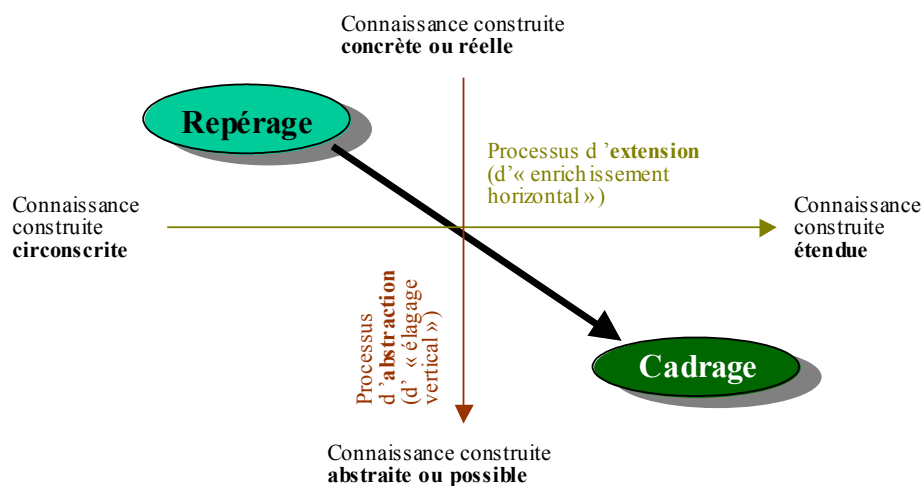 Connaissance construite
concrète ou réelle
Repérage
Processus d ’extension
(d’« enrichissement
horizontal »)
Connaissance
construite
circonscrite
Connaissance
construite
étendue
Processus
d ’abstraction
(d’ « élagage
vertical »)
Cadrage
Connaissance construite
abstraite ou possible